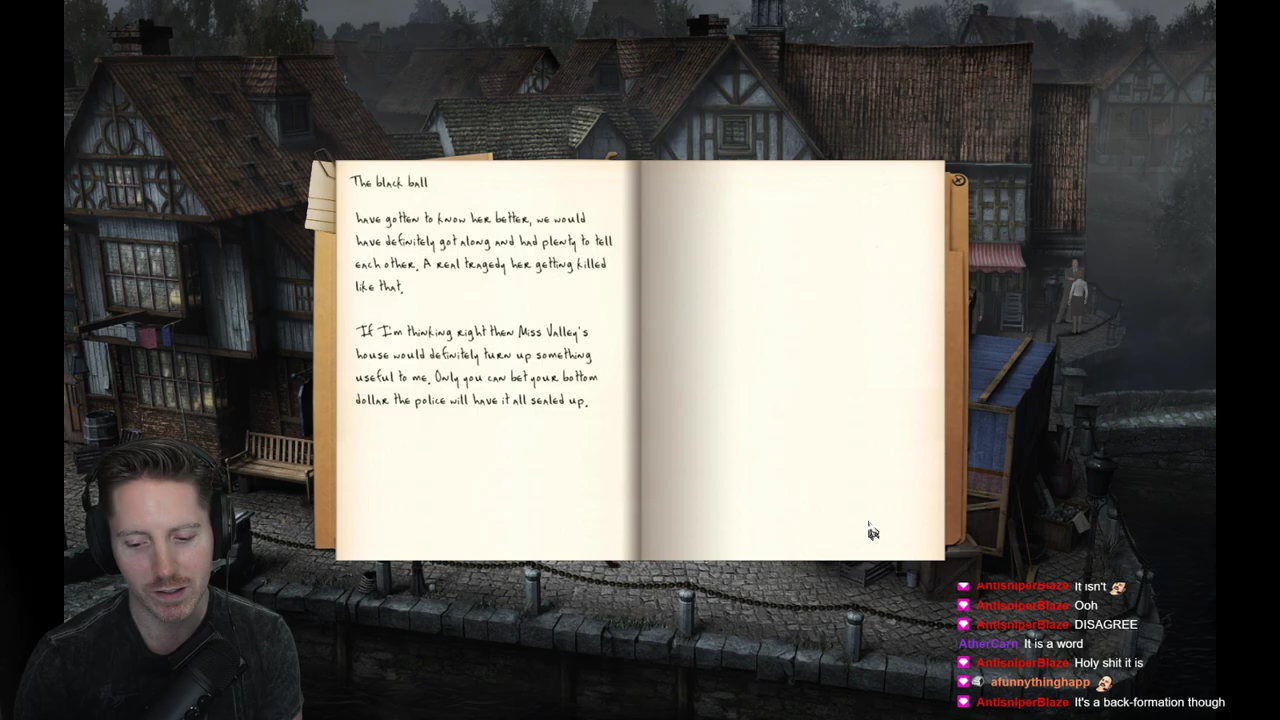 The black ball
have gotten to know her better, we would
have definitely got along and had plenty to tell
each other. A real tragedy her getting killed
like that.
If I'm thinking right then Miss Valley's
house would definitely turn up something
useful to me. Only you can bet your bottom
dollar the police will have it all sealed up.
AntisniperBlaze It isn't
AntisniperBlaze Ooh
AntisniperBlaze DISAGREE
AtherCarn It is a word
AntisniperBlaze Holy shit it is
afunnythinghapp
AntisniperBlaze It's a back-formation though